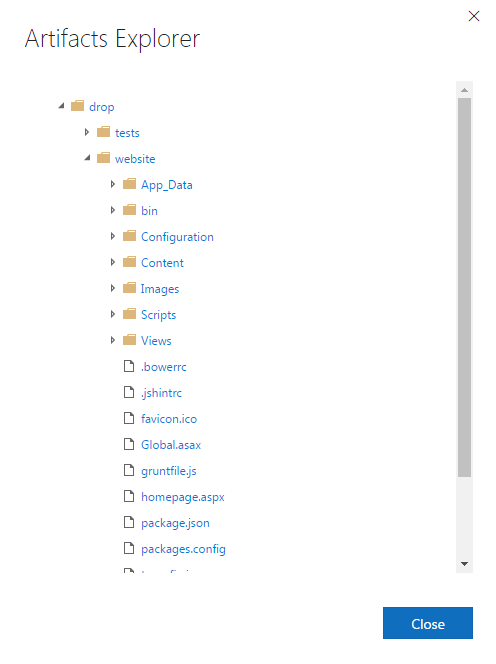 Artifacts Explorer
drop
tests
website
App_Data
bin
Configuration
Content
Images
Scripts
Views
.bowerrc
.jshintrc
favicon.ico
Global.asax
gruntfile.js
homepage.aspx
package.json
packages.config
Close